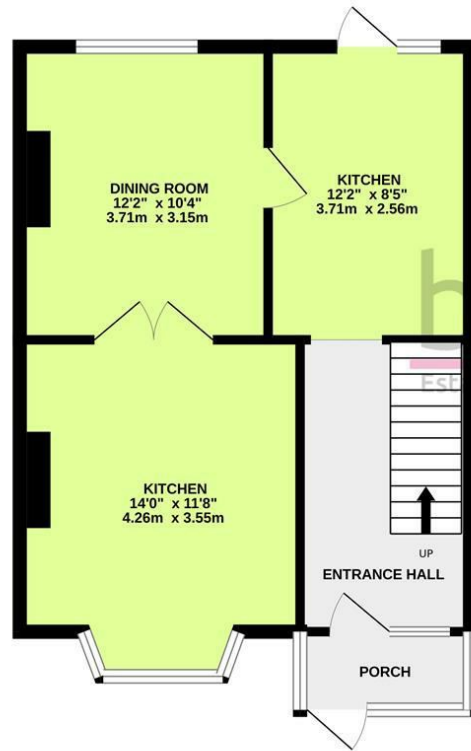 DINING ROOM
12'2" x 10'4"
3.71m x 3.15m
KITCHEN
12'2" x 8'5"
3.71m x 2.56m
KITCHEN
14'0" x 11'8"
4.26m x 3.55m
UP
ENTRANCE HALL
PORCH